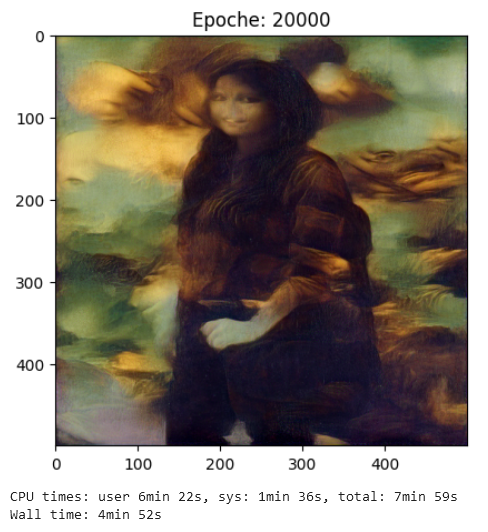 Epoche: 20000
0
100
200
300
400
0 100 200 300 400
CPU times: user 6min 22s, sys: 1min 36s, total: 7min 59s
Wall time: 4min 52s